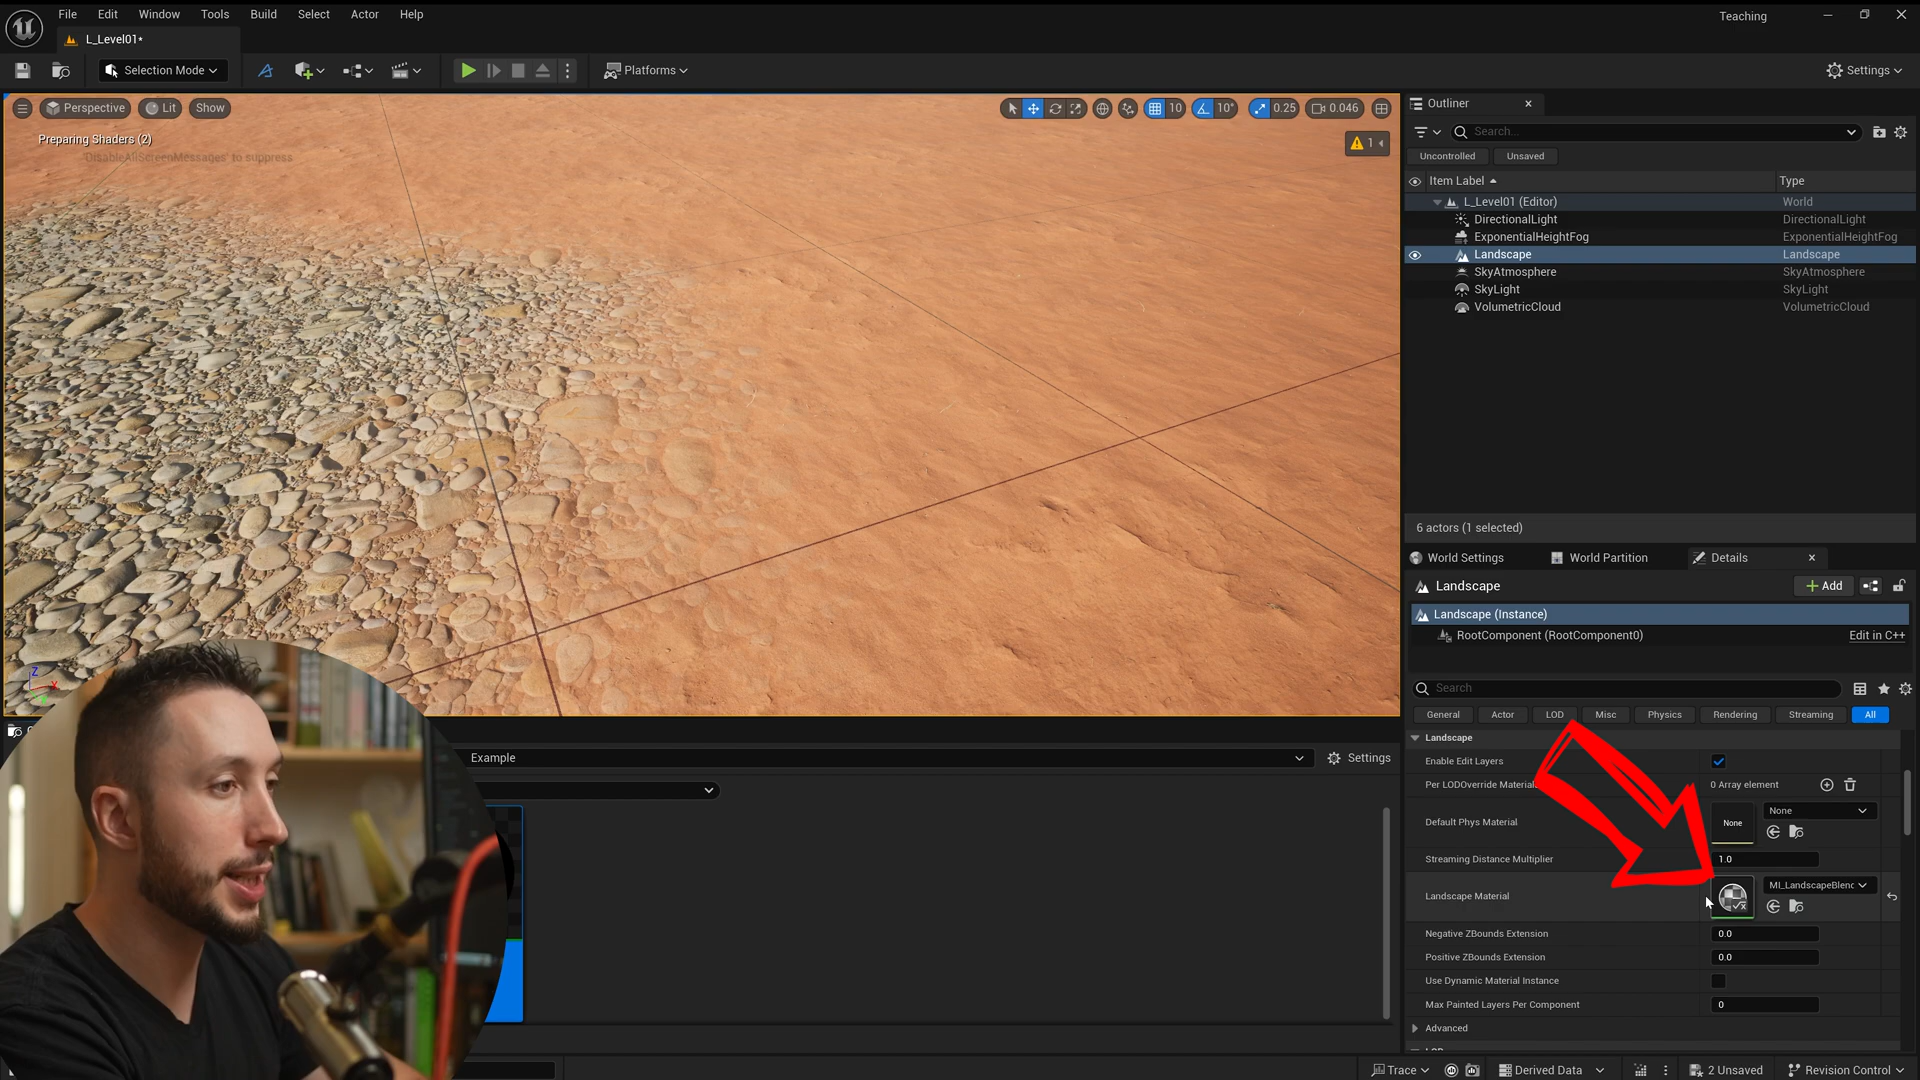 File Edit Window Tools Build Select Actor Help
Teaching
L_Level01*
Selection Mode
Platforms
Settings
Perspective
Lit
Show
10
10°
0.25
0.046
Preparing Shaders (2)
'DisableAllScreenMessages' to suppress
1
Outliner
Search...
Uncontrolled
Unsaved
Item Label
Type
L_Level01 (Editor)
World
DirectionalLight
DirectionalLight
ExponentialHeightFog
ExponentialHeightFog
Landscape
Landscape
SkyAtmosphere
SkyAtmosphere
SkyLight
SkyLight
VolumetricCloud
VolumetricCloud
6 actors (1 selected)
World Settings
World Partition
Details
Landscape
Add
Landscape (Instance)
RootComponent (RootComponent0)
Edit in C++
Search
General
Actor
LOD
Misc
Physics
Rendering
Streaming
All
Landscape
Enable Edit Layers
Per LODOverride Material
0 Array element
Default Phys Material
None
None
Streaming Distance Multiplier
1.0
Landscape Material
MI_LandscapeBlenc
Negative ZBounds Extension
0.0
Positive ZBounds Extension
0.0
Use Dynamic Material Instance
Max Painted Layers Per Component
0
Advanced
Z
X
Example
Settings
Trace
Derived Data
2 Unsaved
Revision Control